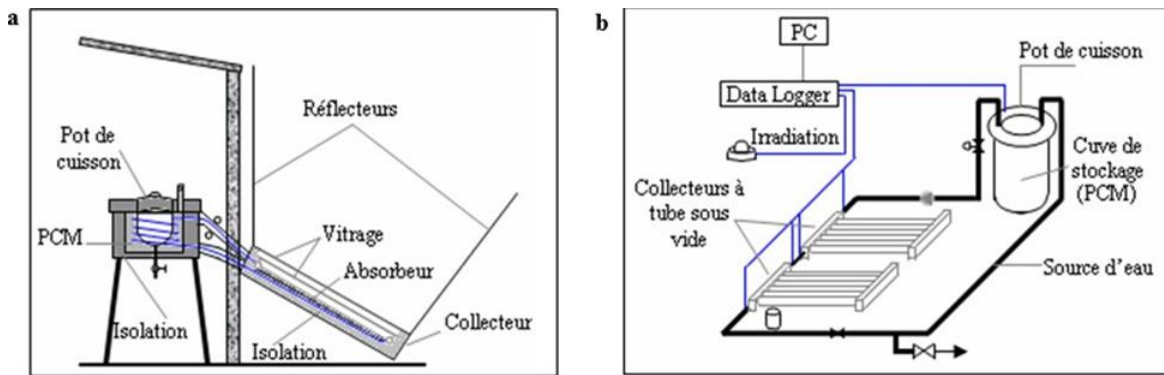 a
Réflecteurs
Pot de
cuisson
PCM
Vitrage
Absorbeur
Isolation
Isolation
Collecteur
b
PC
Pot de cuisson
Data Logger
Irradiation
Cuve de
stockage
(PCM)
Collecteurs à
tube sous
vide
Source d'eau